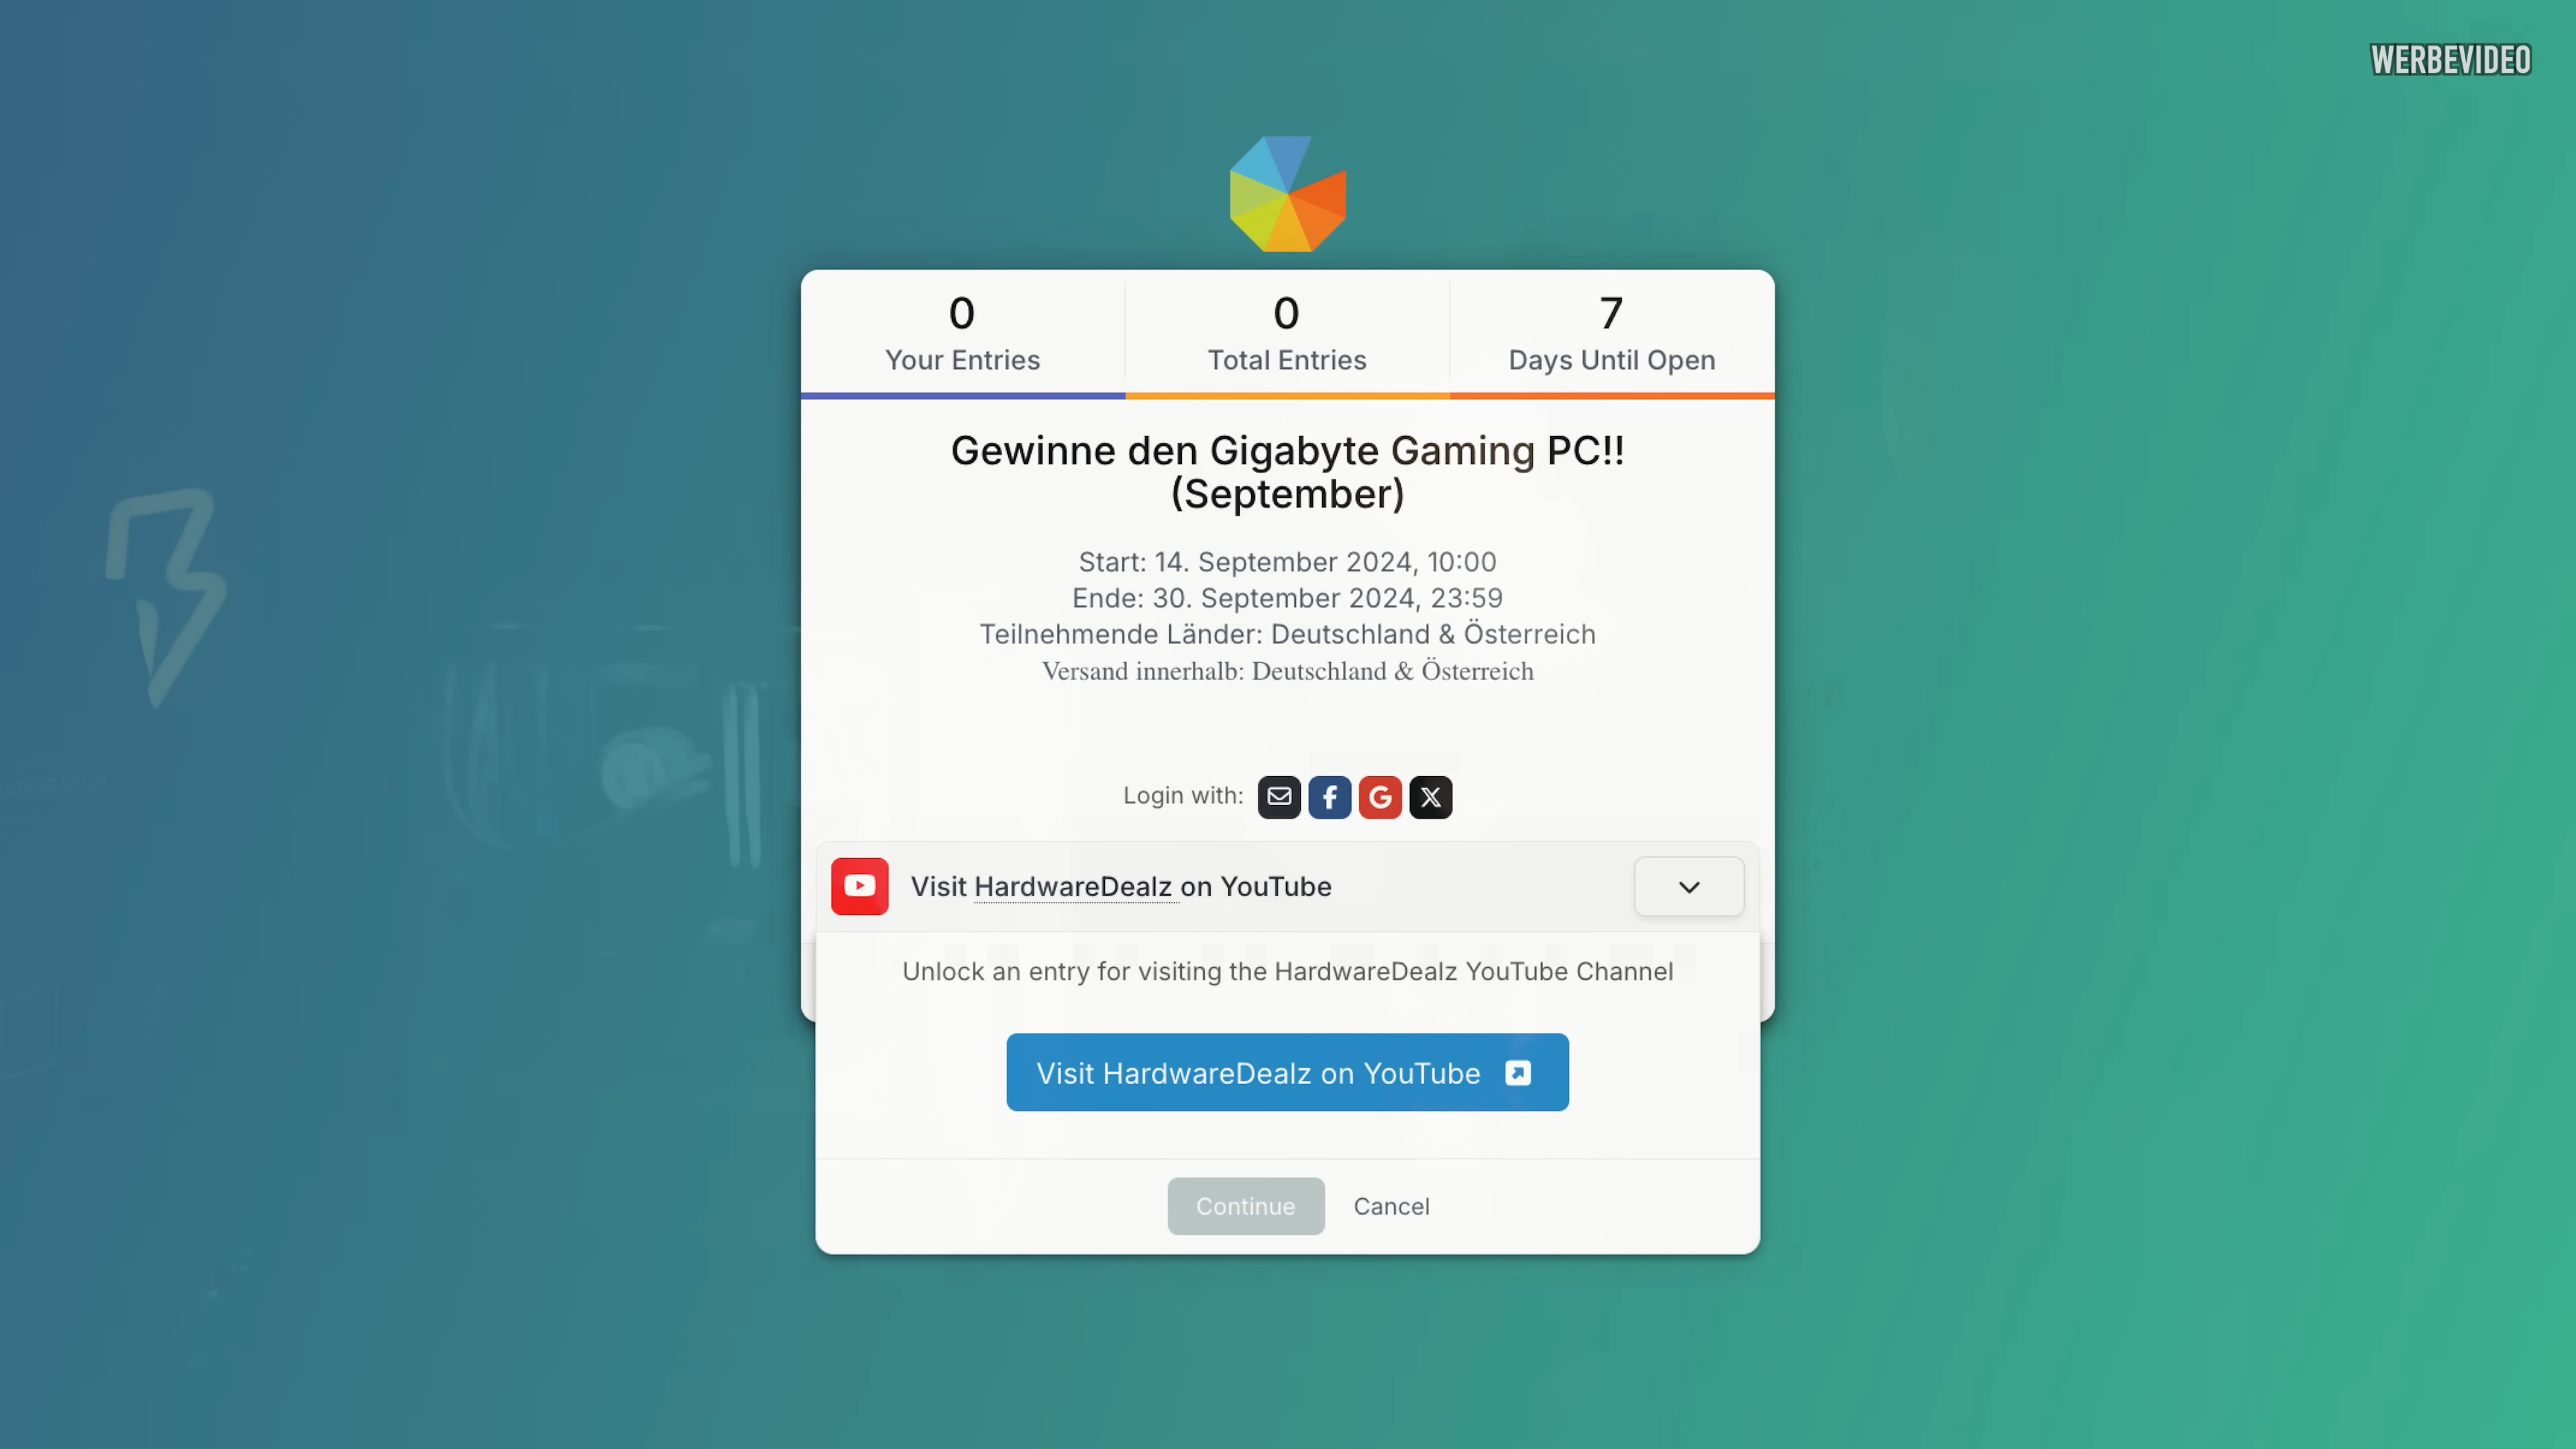 WERBEVIDEO
0
Your Entries
0
Total Entries
7
Days Until Open
Gewinne den Gigabyte Gaming PC!!
(September)
Start: 14. September 2024, 10:00
Ende: 30. September 2024, 23:59
Teilnehmende Länder: Deutschland & Österreich
Versand innerhalb: Deutschland & Österreich
Login with:
Visit HardwareDealz on YouTube
Unlock an entry for visiting the HardwareDealz YouTube Channel
Visit HardwareDealz on YouTube
Continue
Cancel